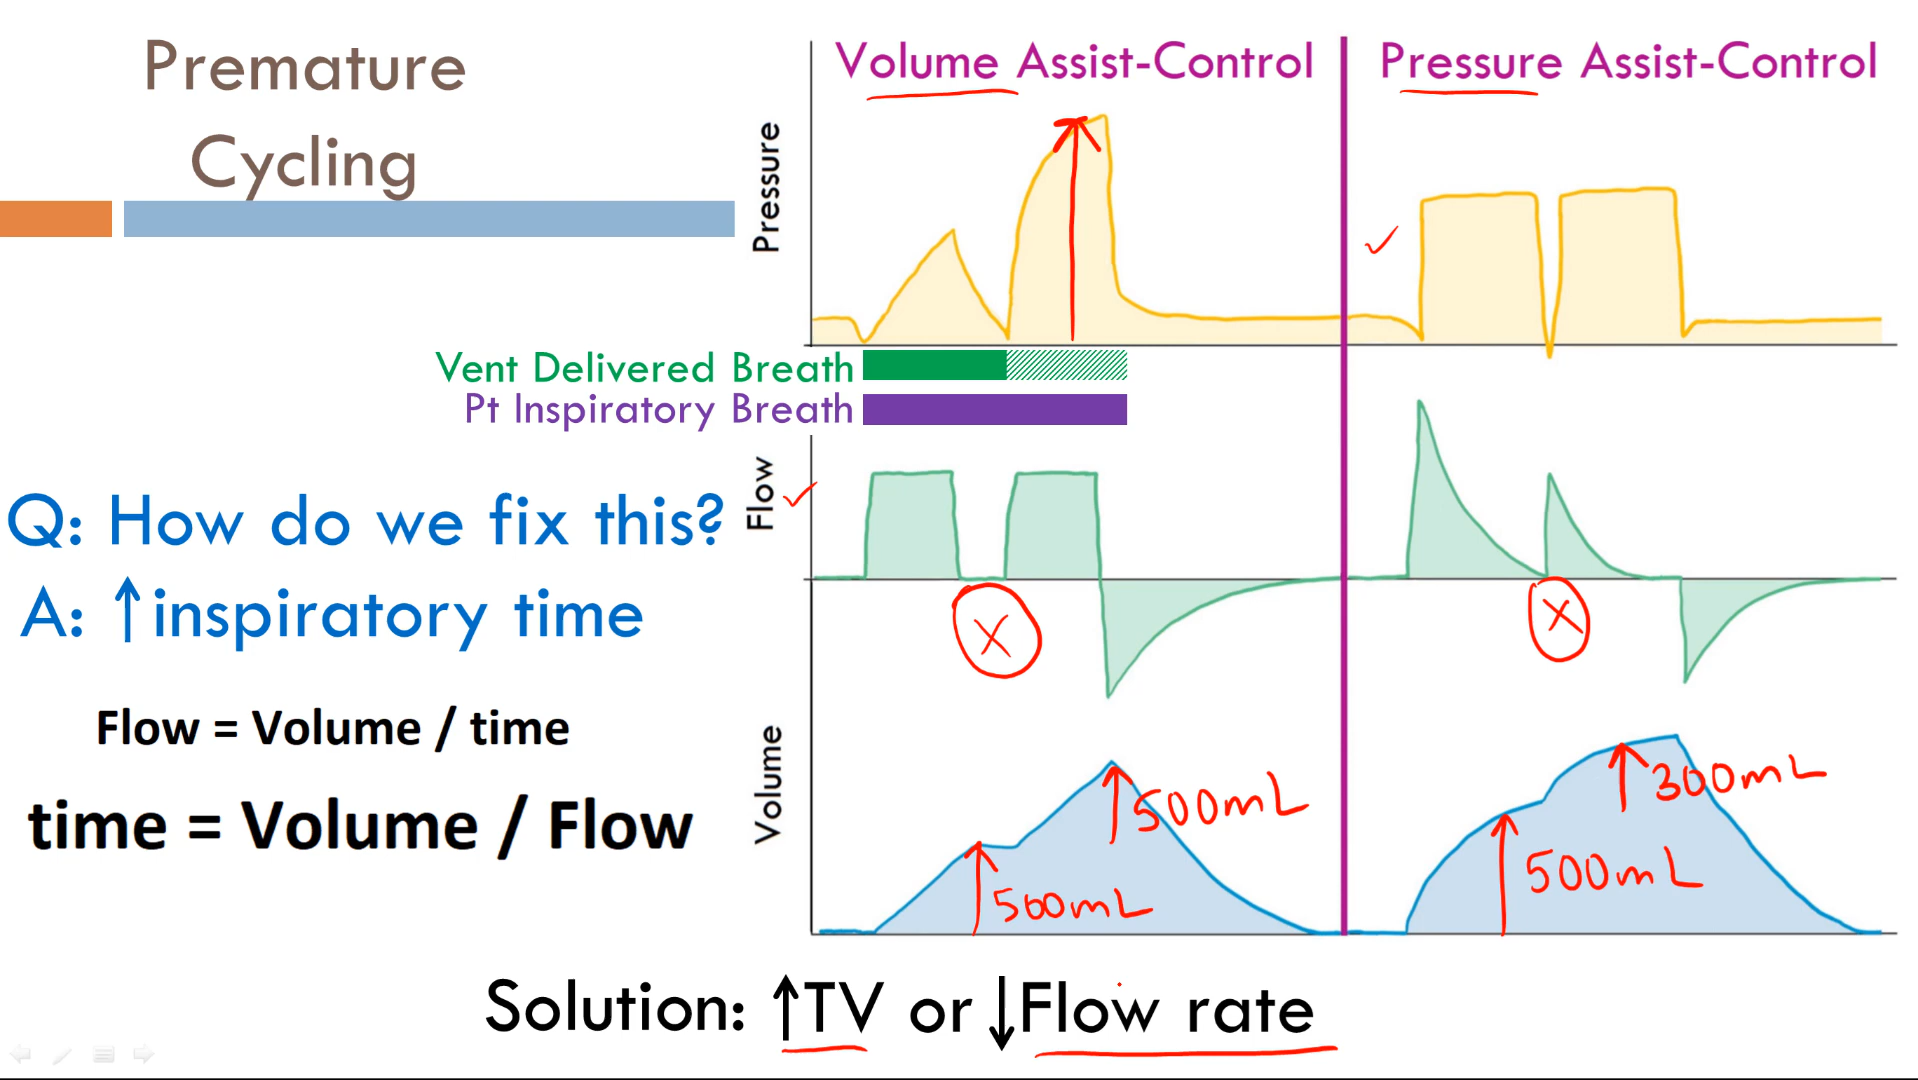 Premature
Cycling
Volume Assist-Control
Pressure Assist-Control
Pressure
Vent Delivered Breath
Pt Inspiratory Breath
Flow
Q: How do we fix this?
A: ↑inspiratory time
Flow = Volume / time
time = Volume / Flow
Volume
500mL
500mL
300mL
500mL
Solution: ↑TV or ↓Flow rate